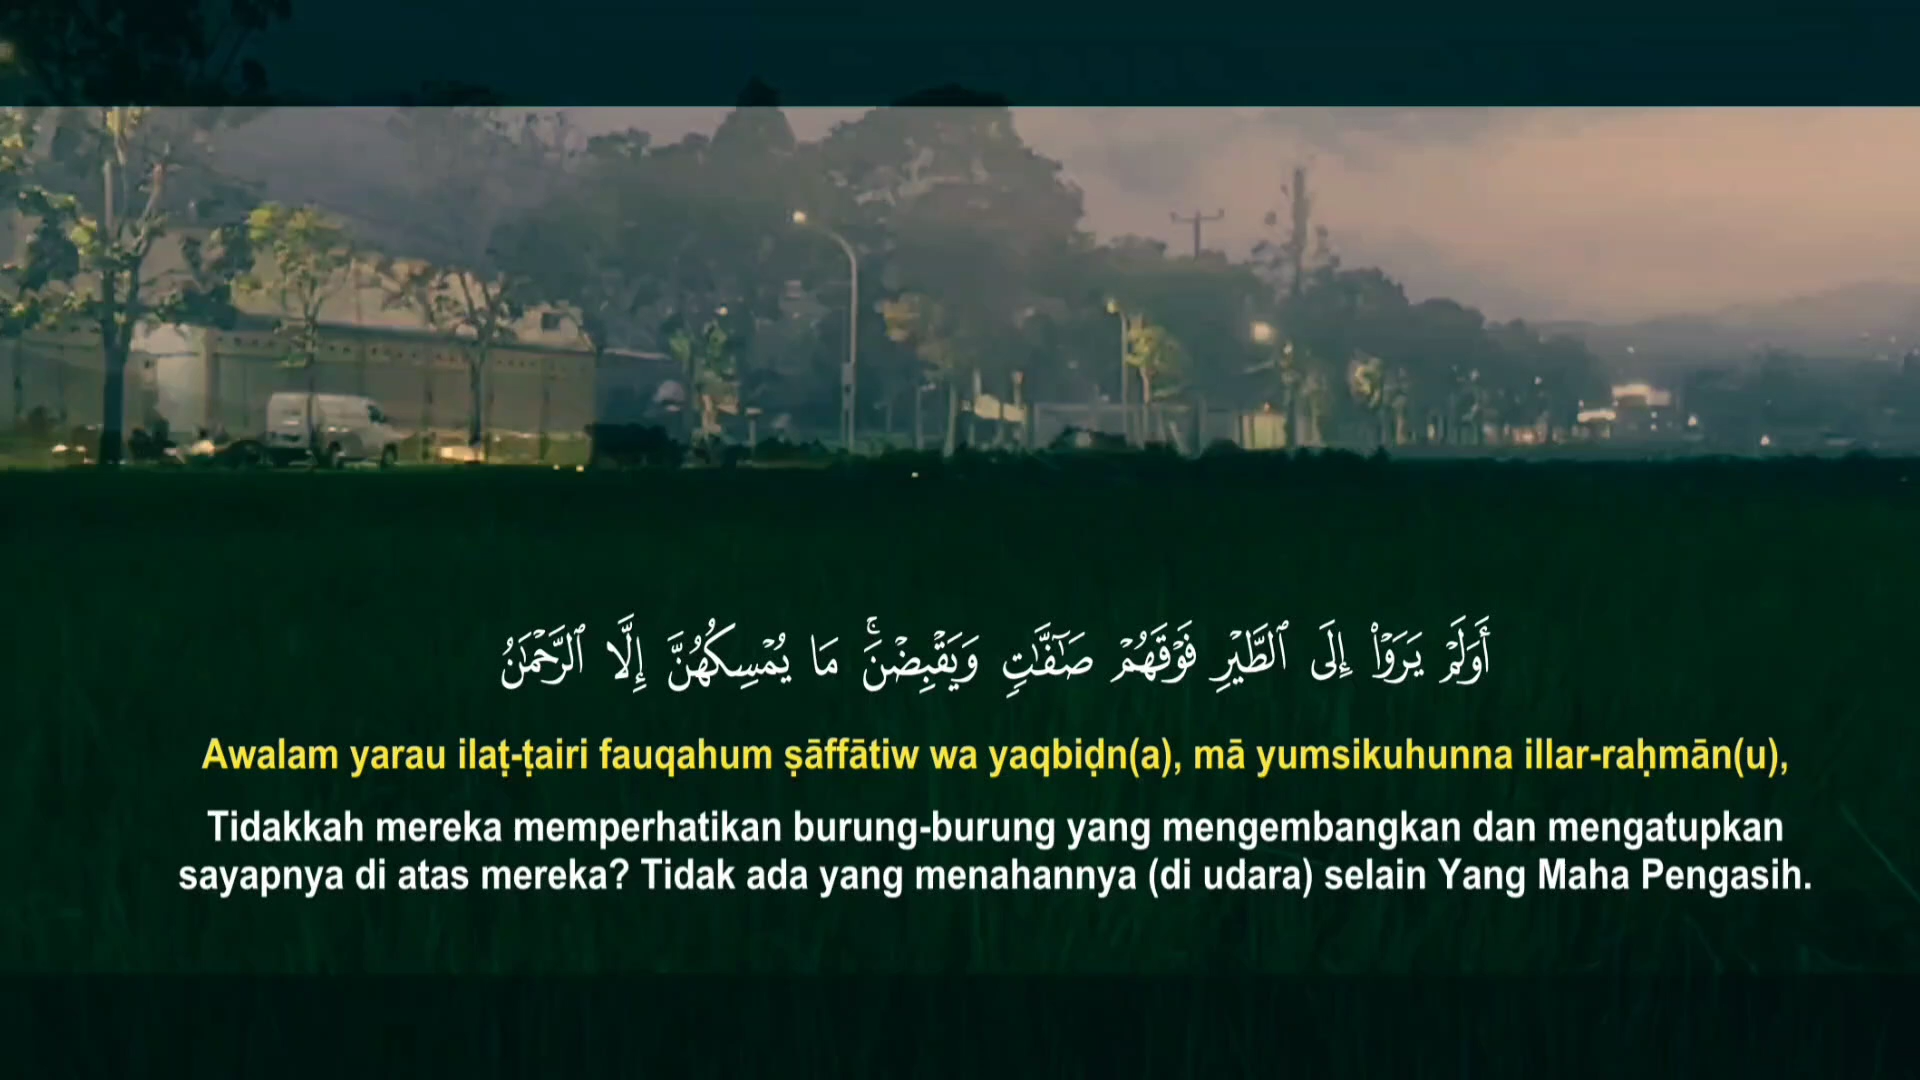 أَوَلَمْ يَرَوْا۟ إِلَى ٱلطَّيْرِ فَوْقَهُمْ صَـٰٓفَّـٰتٍۢ وَيَقْبِضْنَ ۚ مَا يُمْسِكُهُنَّ إِلَّا ٱلرَّحْمَـٰنُ
Awalam yarau ilaṭ-ṭairi fauqahum ṣāffātiw wa yaqbiḍn(a), mā yumsikuhunna illar-raḥmān(u),
Tidakkah mereka memperhatikan burung-burung yang mengembangkan dan mengatupkan
sayapnya di atas mereka? Tidak ada yang menahannya (di udara) selain Yang Maha Pengasih.